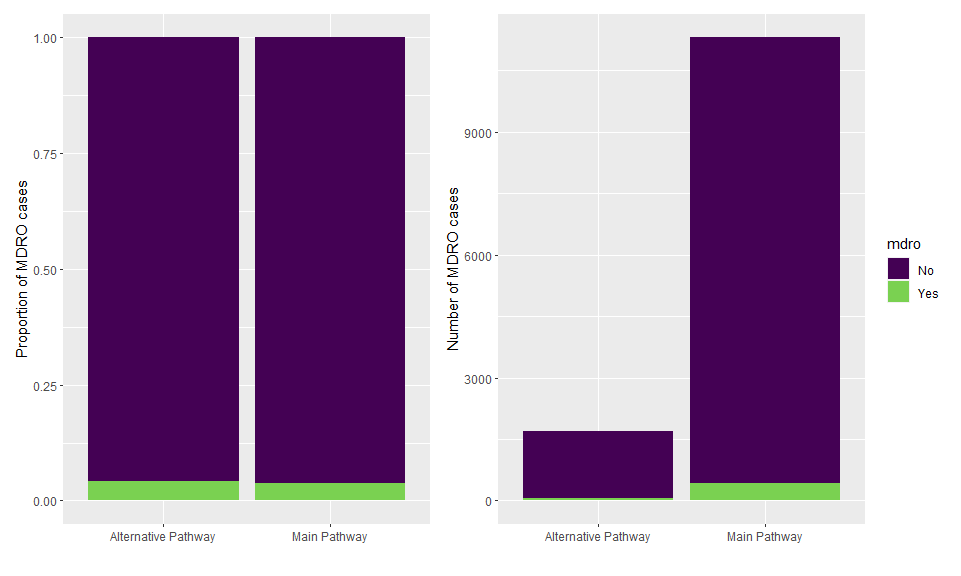 Proportion of MDRO cases
1.00
0.75
0.50
0.25
0.00
Alternative Pathway
Main Pathway
Number of MDRO cases
9000
6000
3000
0
Alternative Pathway
Main Pathway
mdro
No
Yes